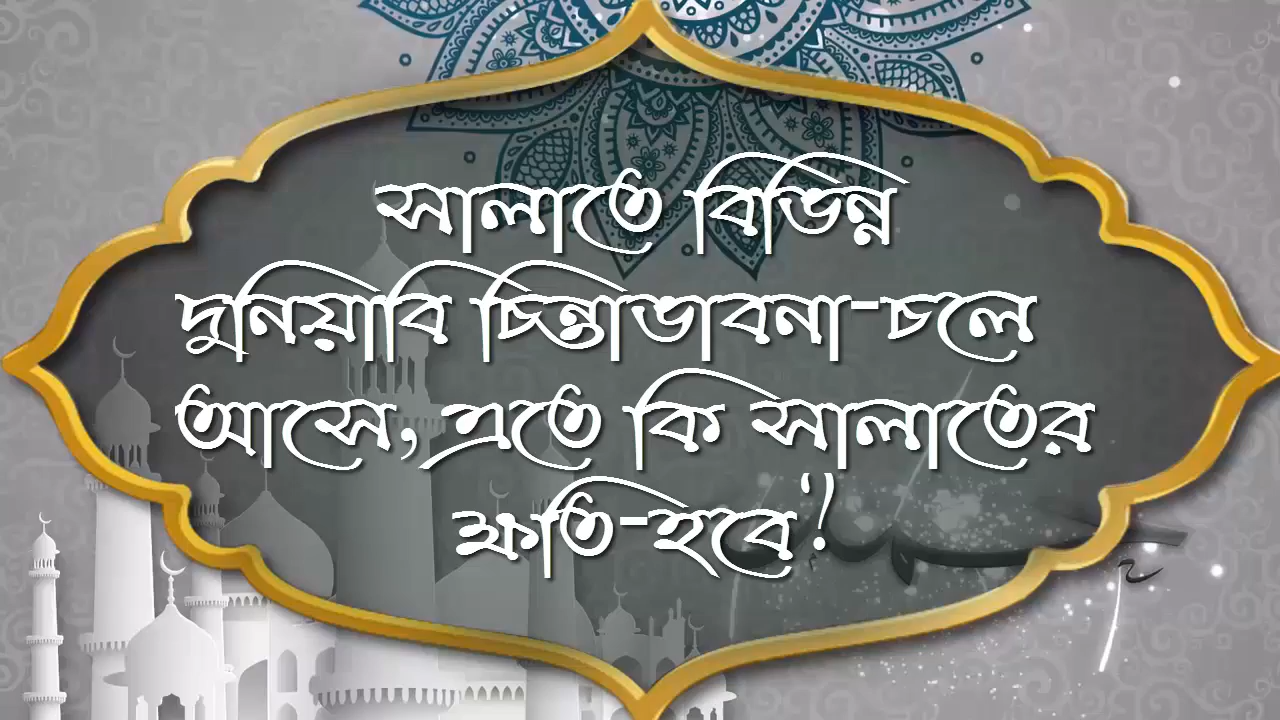 সালাতে বিভিন্ন
দুনিয়াবি চিন্তাভাবনা-চলে
আসে, এতে কি সালাতের
ক্ষতি-হবে'!